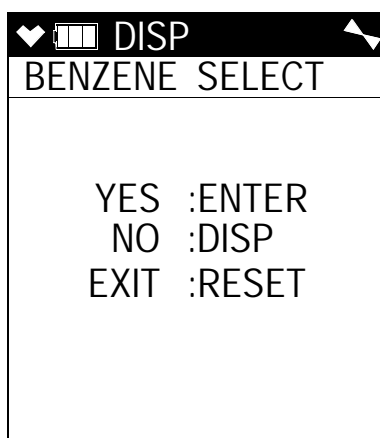 DISP
BENZENE SELECT
YES :ENTER
NO :DISP
EXIT :RESET